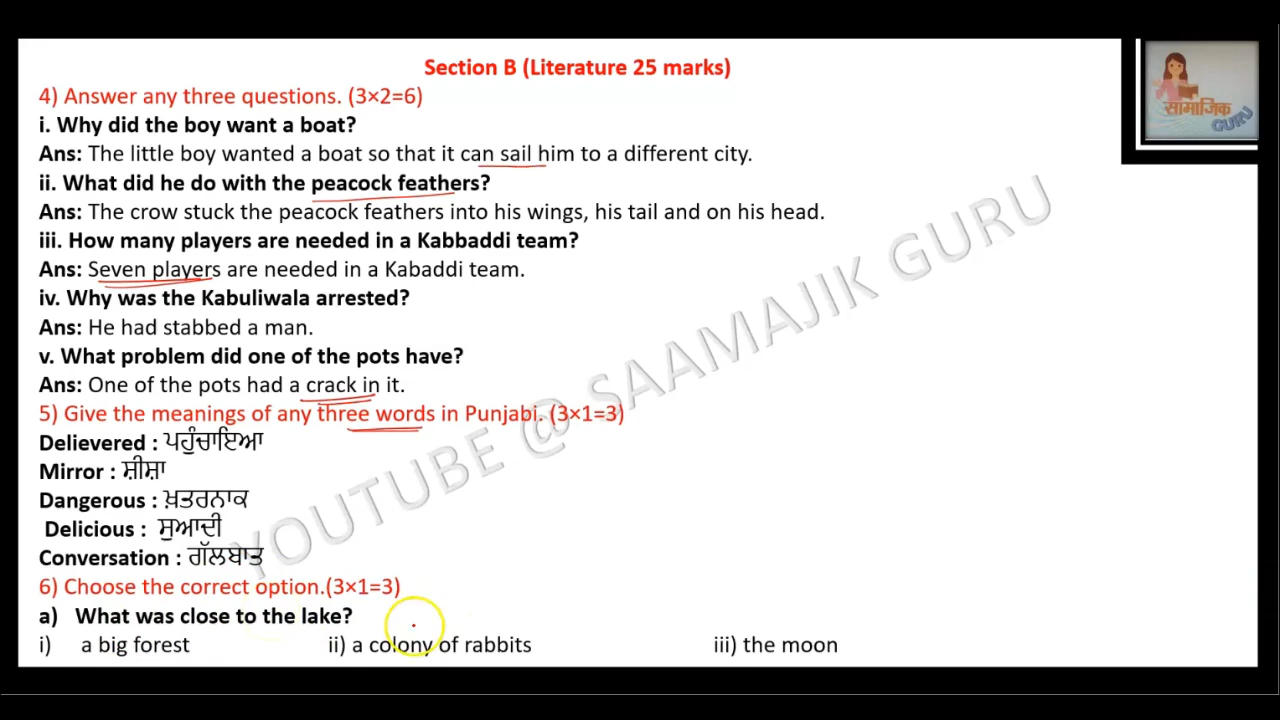 Section B (Literature 25 marks)
4) Answer any three questions. (3×2=6)
i. Why did the boy want a boat?
Ans: The little boy wanted a boat so that it can sail him to a different city.
ii. What did he do with the peacock feathers?
Ans: The crow stuck the peacock feathers into his wings, his tail and on his head.
iii. How many players are needed in a Kabbaddi team?
Ans: Seven players are needed in a Kabaddi team.
iv. Why was the Kabuliwala arrested?
Ans: He had stabbed a man.
v. What problem did one of the pots have?
Ans: One of the pots had a crack in it.
5) Give the meanings of any three words in Punjabi. (3×1=3)
Delievered : ਪਹੁੰਚਾਇਆ
Mirror : ਸ਼ੀਸ਼ਾ
Dangerous : ਖ਼ਤਰਨਾਕ
Delicious : ਸੁਆਦੀ
Conversation : ਗੱਲਬਾਤ
6) Choose the correct option.(3×1=3)
a) What was close to the lake?
i) a big forest ii) a colony of rabbits iii) the moon
YOUTUBE @ SAAMAJIK GURU
सामाजिक
GURU